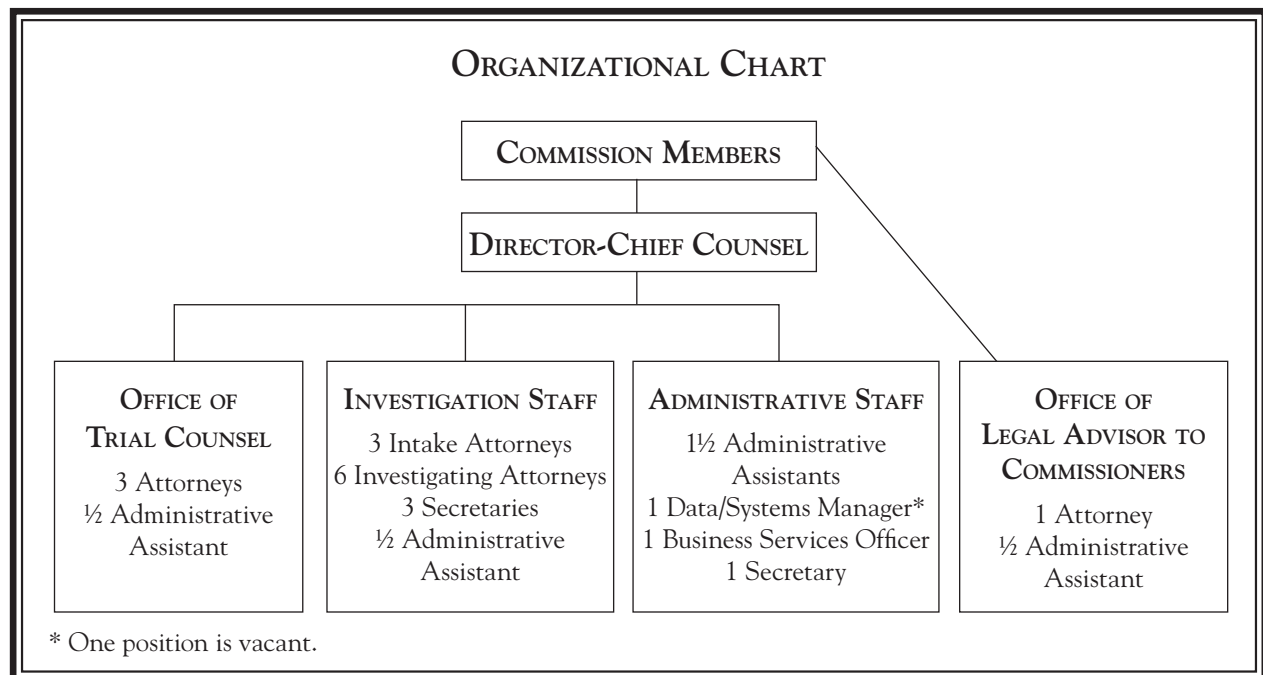 ORGANIZATIONAL CHART
COMMISSION MEMBERS
DIRECTOR-CHIEF COUNSEL
OFFICE OF
TRIAL COUNSEL
3 Attorneys
½ Administrative
Assistant
INVESTIGATION STAFF
3 Intake Attorneys
6 Investigating Attorneys
3 Secretaries
½ Administrative
Assistant
ADMINISTRATIVE STAFF
1½ Administrative
Assistants
1 Data/Systems Manager*
1 Business Services Officer
1 Secretary
OFFICE OF
LEGAL ADVISOR TO
COMMISSIONERS
1 Attorney
½ Administrative
Assistant
* One position is vacant.